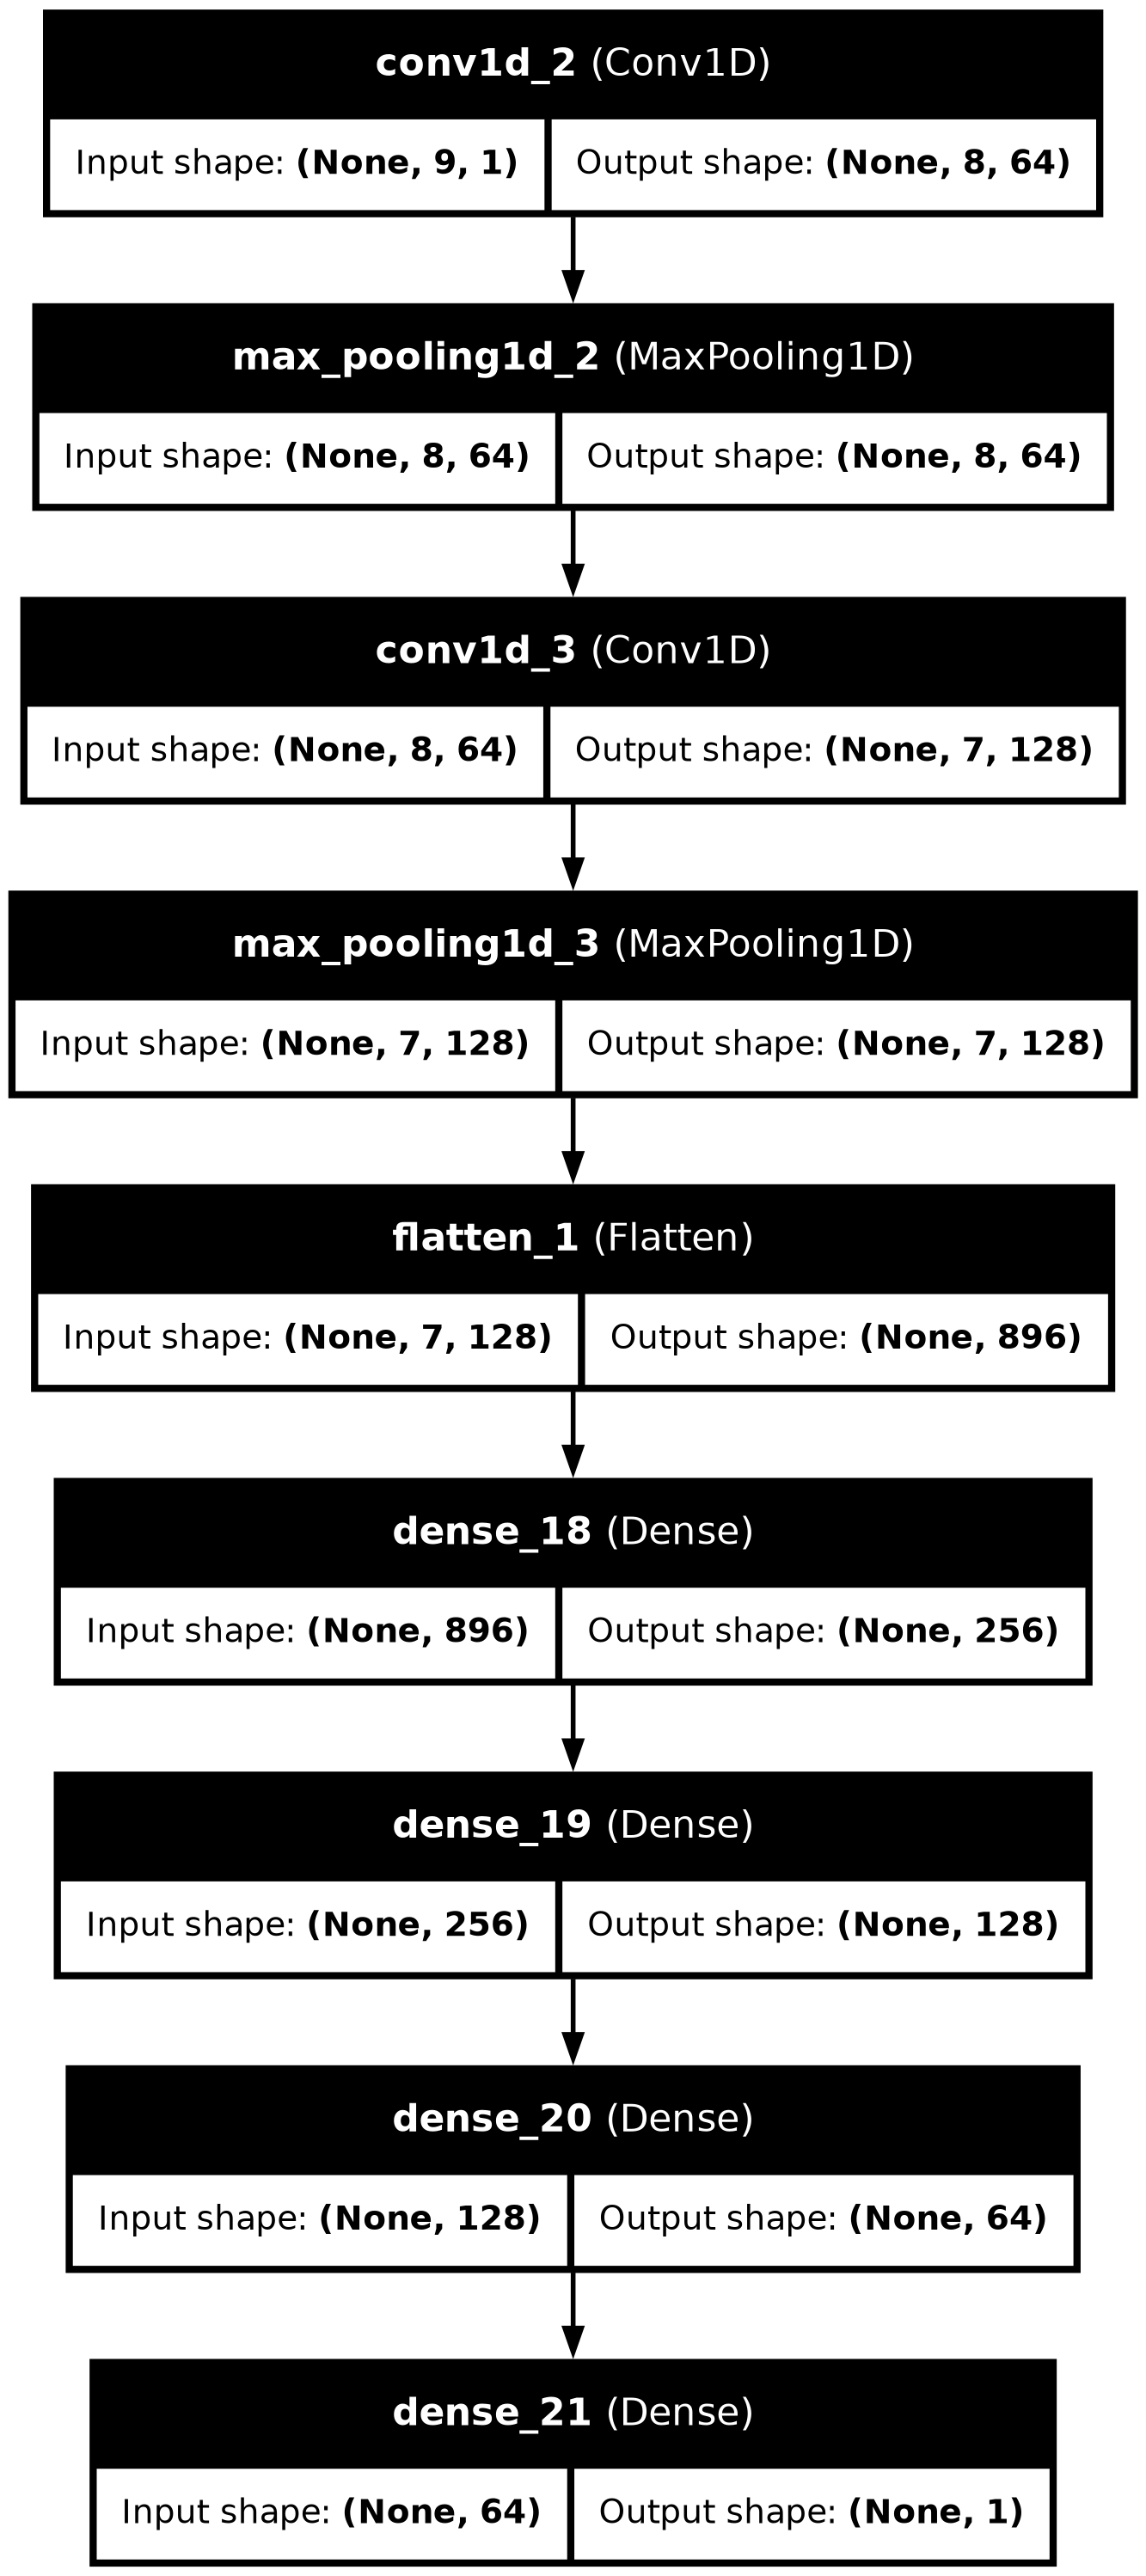 conv1d_2 (Conv1D)
Input shape: (None, 9, 1) Output shape: (None, 8, 64)
max_pooling1d_2 (MaxPooling1D)
Input shape: (None, 8, 64) Output shape: (None, 8, 64)
conv1d_3 (Conv1D)
Input shape: (None, 8, 64) Output shape: (None, 7, 128)
max_pooling1d_3 (MaxPooling1D)
Input shape: (None, 7, 128) Output shape: (None, 7, 128)
flatten_1 (Flatten)
Input shape: (None, 7, 128) Output shape: (None, 896)
dense_18 (Dense)
Input shape: (None, 896) Output shape: (None, 256)
dense_19 (Dense)
Input shape: (None, 256) Output shape: (None, 128)
dense_20 (Dense)
Input shape: (None, 128) Output shape: (None, 64)
dense_21 (Dense)
Input shape: (None, 64) Output shape: (None, 1)